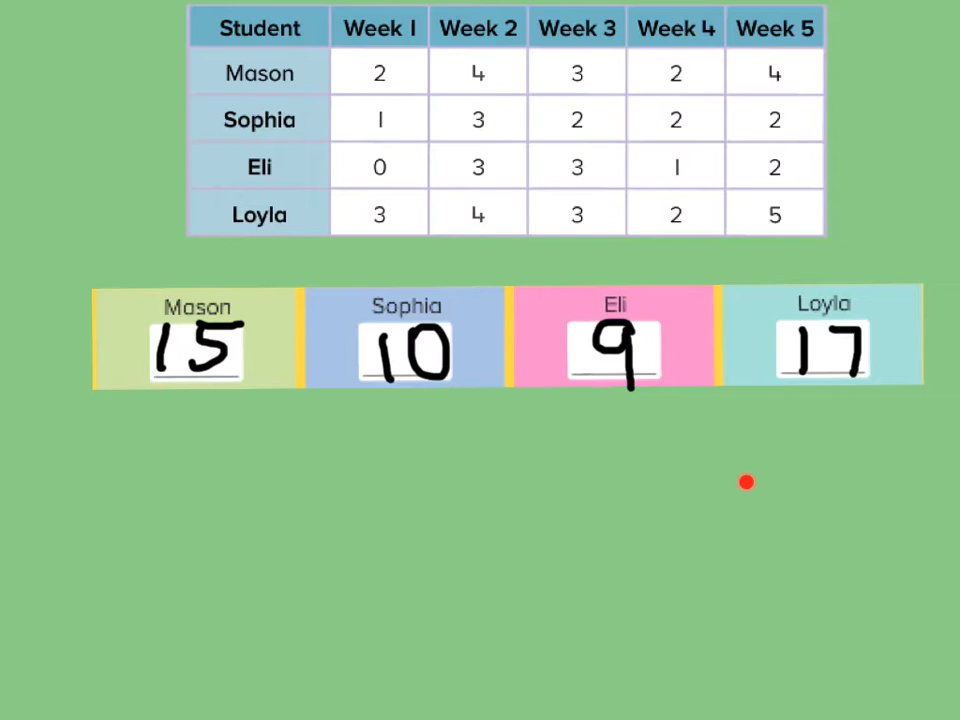 Student Week 1 Week 2 Week 3 Week 4 Week 5
Mason 2 4 3 2 4
Sophia 1 3 2 2 2
Eli 0 3 3 1 2
Loyla 3 4 3 2 5
Mason Sophia Eli Loyla
15 10 9 17